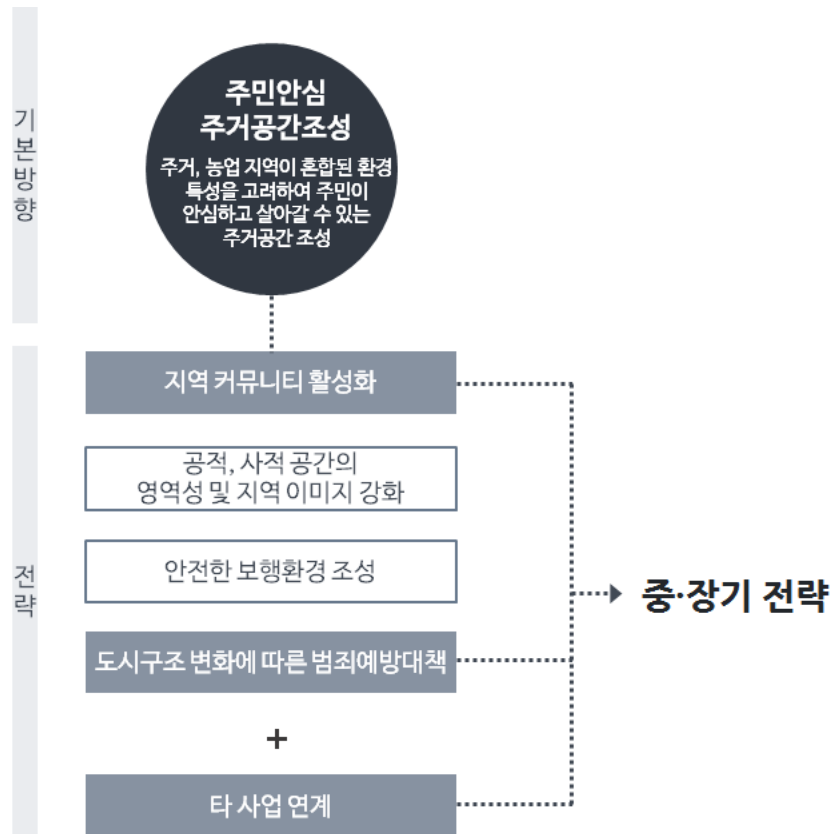 기본방향
주민안심
주거공간조성
주거, 농업 지역이 혼합된 환경
특성을 고려하여 주민이
안심하고 살아갈 수 있는
주거공간 조성
전략
지역 커뮤니티 활성화
공적, 사적 공간의
영역성 및 지역 이미지 강화
안전한 보행환경 조성
도시구조 변화에 따른 범죄예방대책
+
타 사업 연계
중·장기 전략